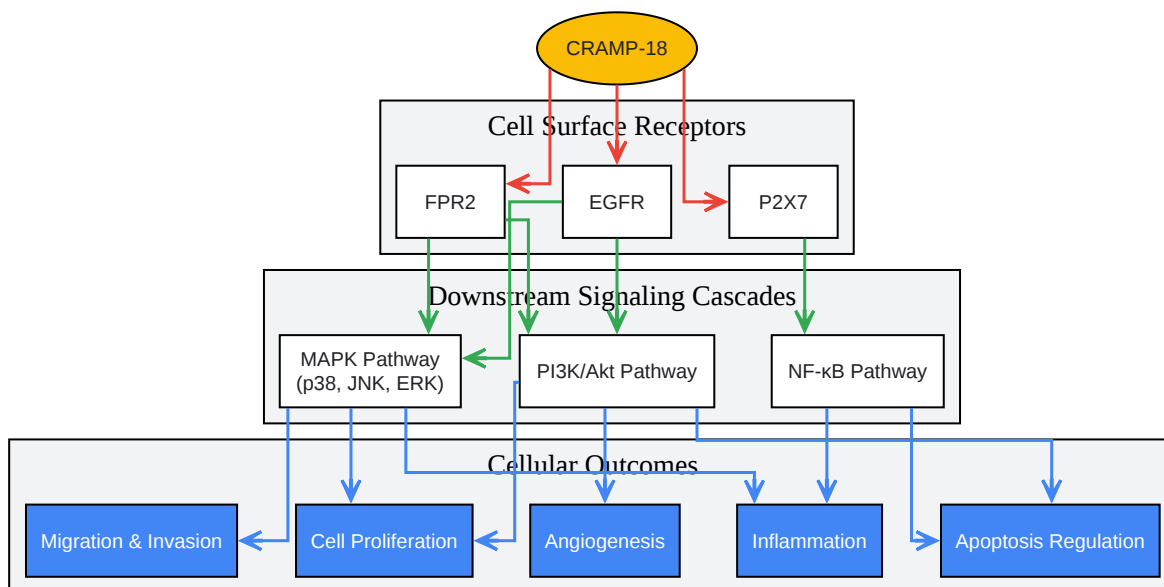 CRAMP-18
Cell Surface Receptors
FPR2
EGFR
P2X7
Downstream Signaling Cascades
MAPK Pathway
(p38, JNK, ERK)
PI3K/Akt Pathway
NF-κB Pathway
Cellular Outcomes
Migration & Invasion
Cell Proliferation
Angiogenesis
Inflammation
Apoptosis Regulation